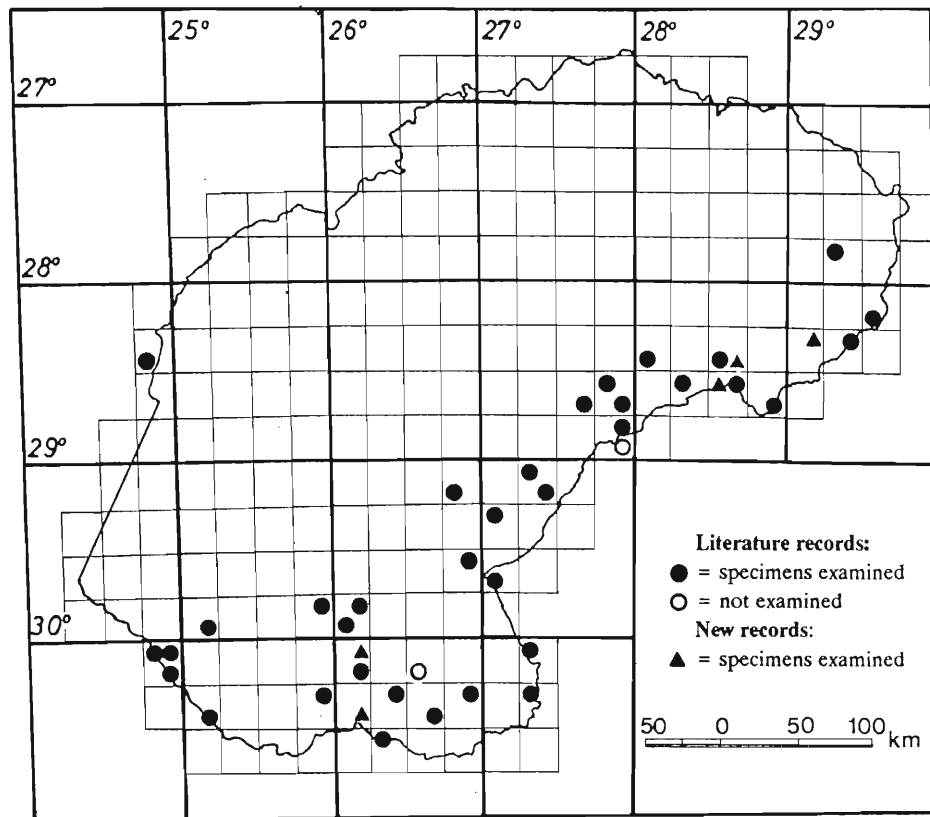 25° 26° 27° 28° 29°
27°
28°
29°
30°
Literature records:
● = specimens examined
○ = not examined
New records:
▲ = specimens examined
50 0 50 100 km